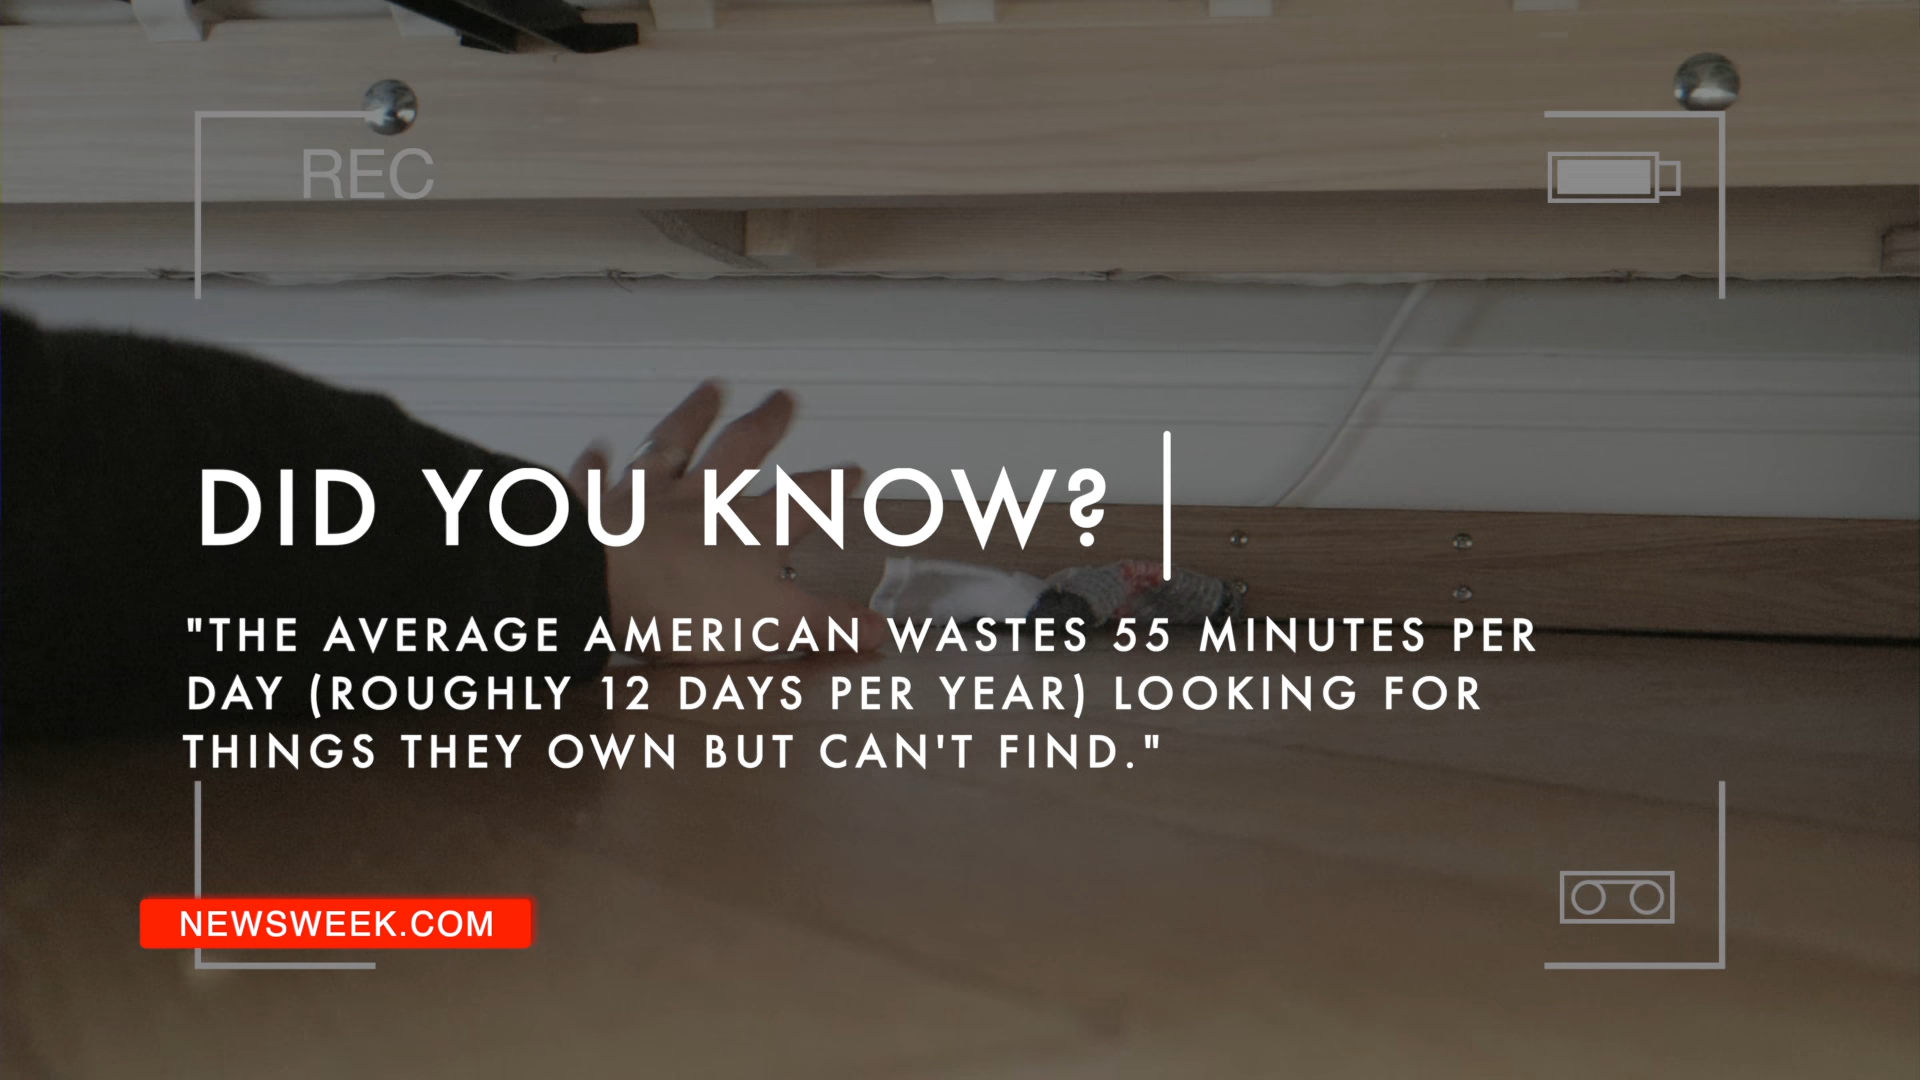 REC
DID YOU KNOW?
"THE AVERAGE AMERICAN WASTES 55 MINUTES PER
DAY (ROUGHLY 12 DAYS PER YEAR) LOOKING FOR
THINGS THEY OWN BUT CAN'T FIND."
NEWSWEEK.COM